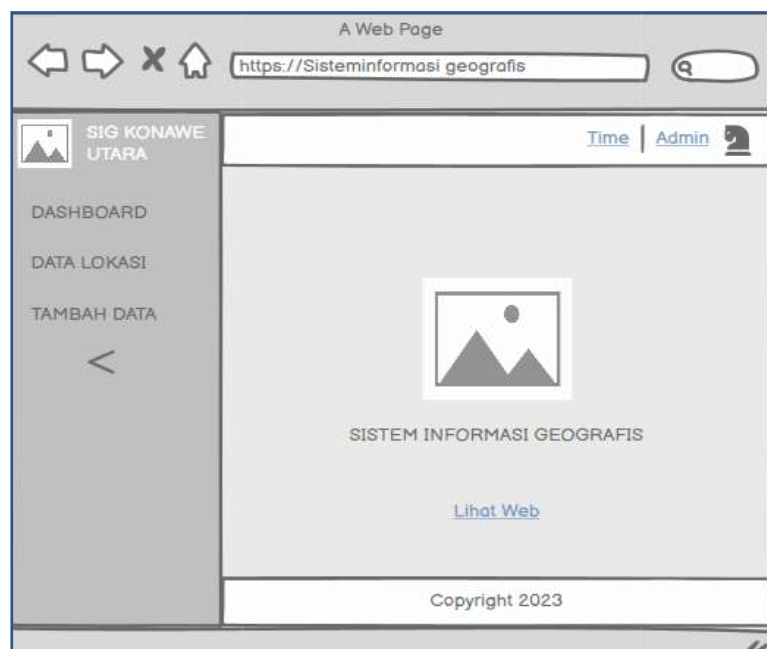 A Web Page
https://Sisteminformasi geografis
SIG KONAWE
UTARA
Time | Admin
DASHBOARD
DATA LOKASI
TAMBAH DATA
<
SISTEM INFORMASI GEOGRAFIS
Lihat Web
Copyright 2023